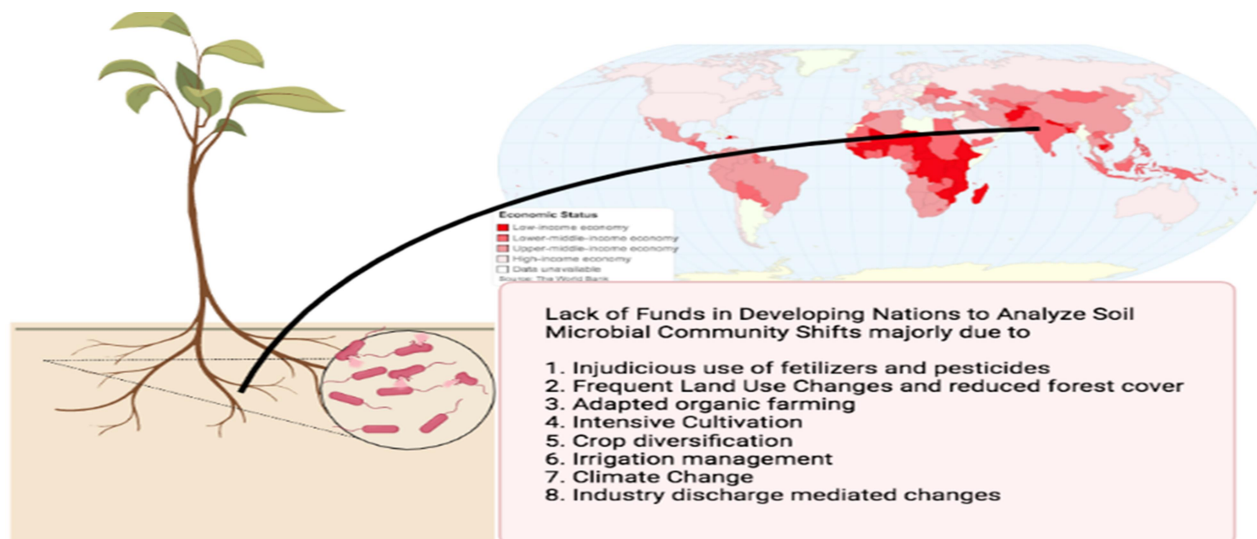 Economic Status
Low-income economy
Lower-middle-income economy
Upper-middle-income economy
High-income economy
Data unavailable
Source: The World Bank
Lack of Funds in Developing Nations to Analyze Soil
Microbial Community Shifts majorly due to
1. Injudicious use of fetilizers and pesticides
2. Frequent Land Use Changes and reduced forest cover
3. Adapted organic farming
4. Intensive Cultivation
5. Crop diversification
6. Irrigation management
7. Climate Change
8. Industry discharge mediated changes